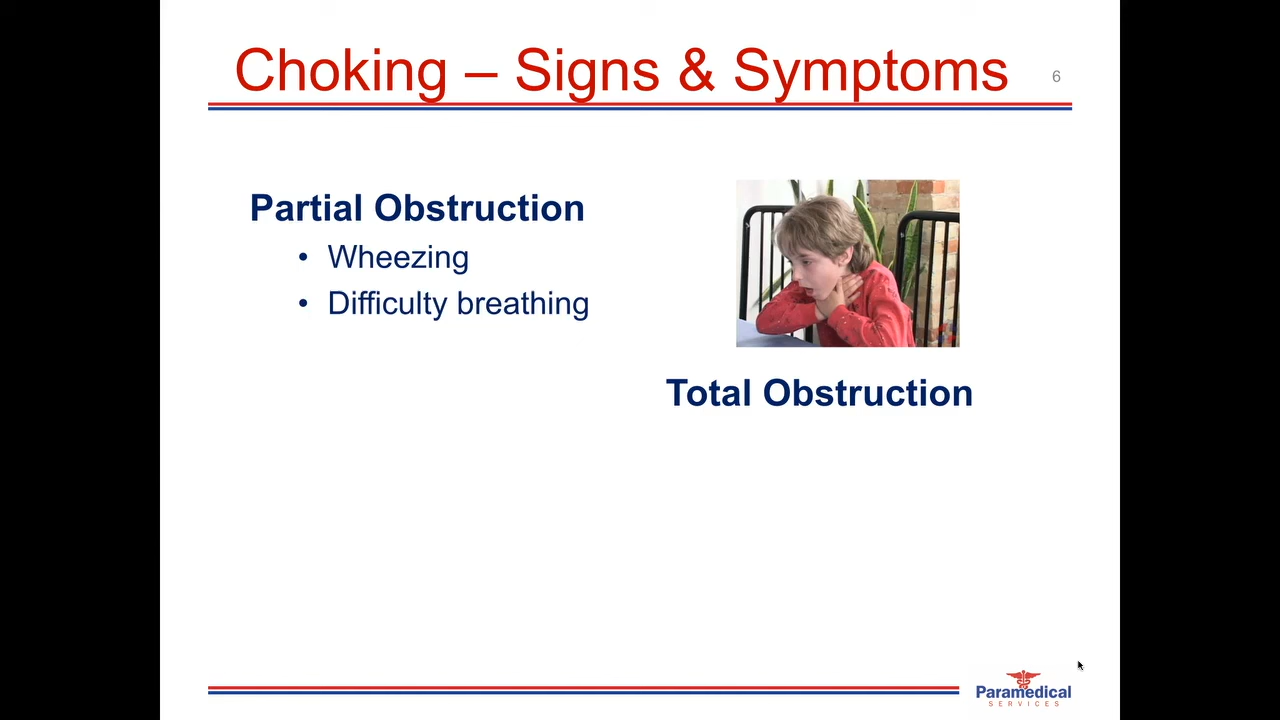 Choking – Signs & Symptoms
6
Partial Obstruction
• Wheezing
• Difficulty breathing
Total Obstruction
Paramedical
SERVICES